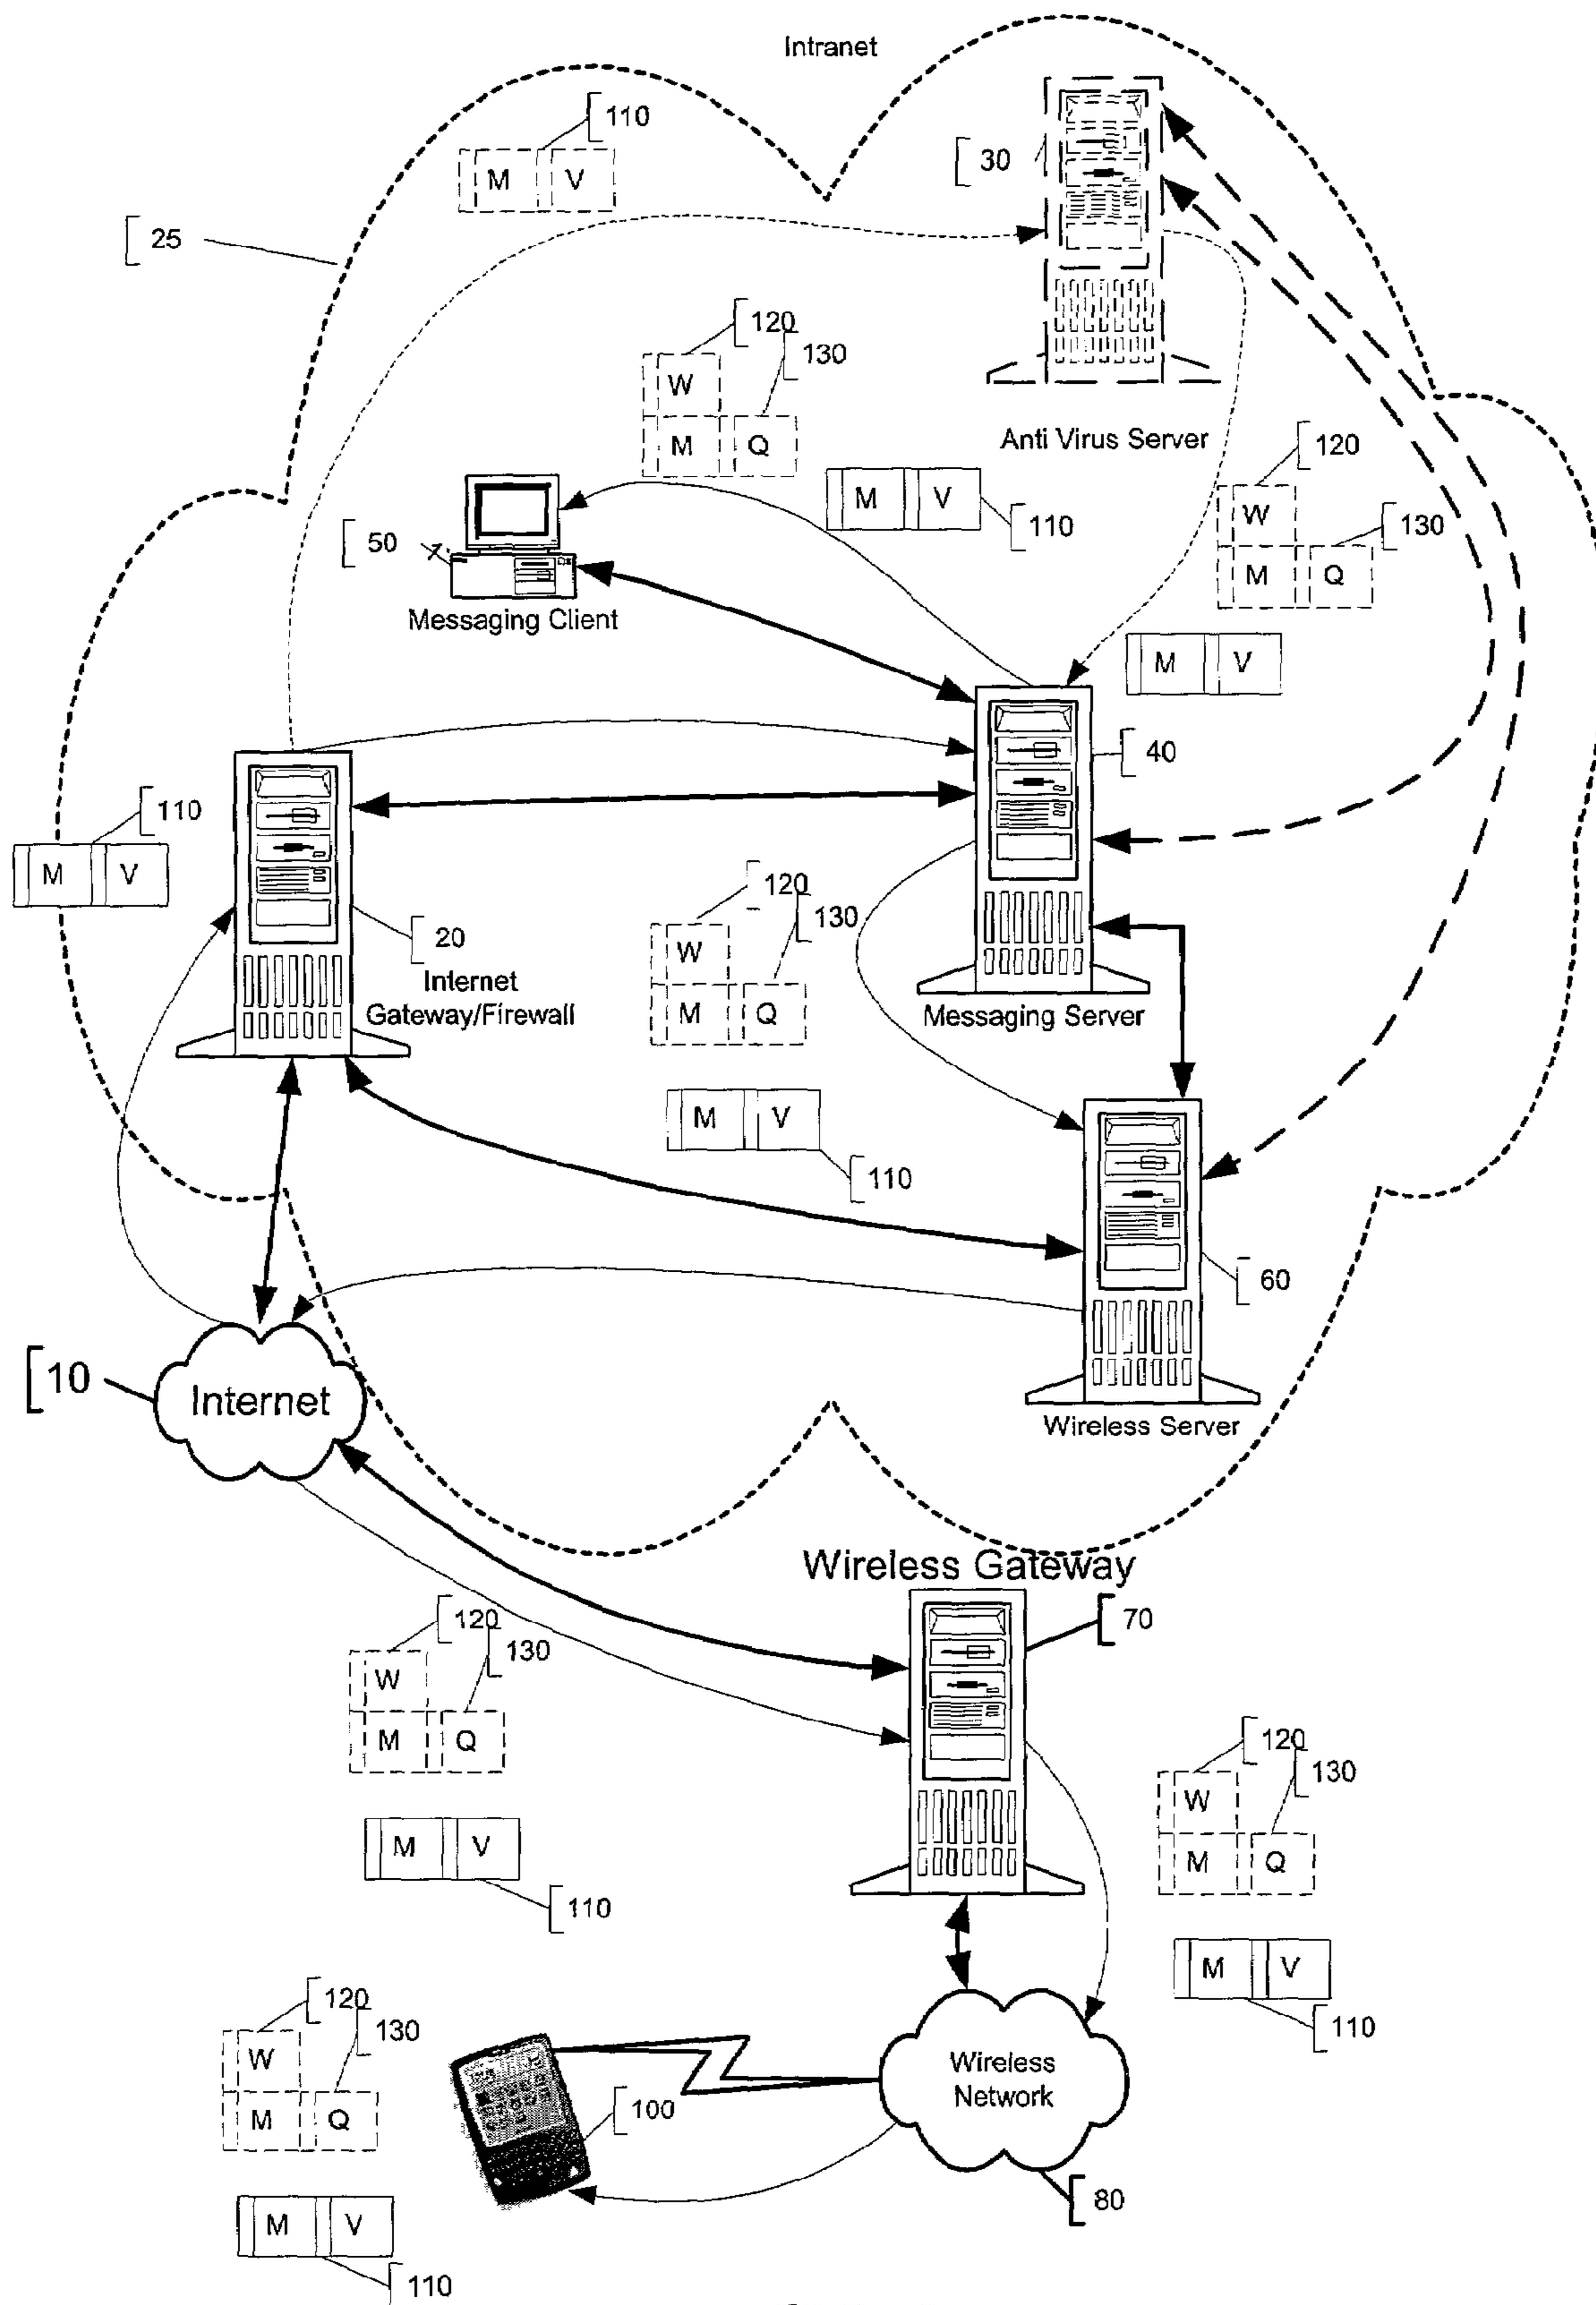 Intranet
110
M V
30
25
120
130
W
M Q
Anti Virus Server
M V
110
120
130
W
M Q
50
Messaging Client
M V
40
110
M V
20
Internet
Gateway/Firewall
120
130
W
M Q
Messaging Server
M V
110
60
10
Internet
Wireless Server
Wireless Gateway
70
120
130
W
M Q
120
130
W
M Q
M V
110
M V
110
120
130
W
M Q
100
Wireless
Network
80
M V
110